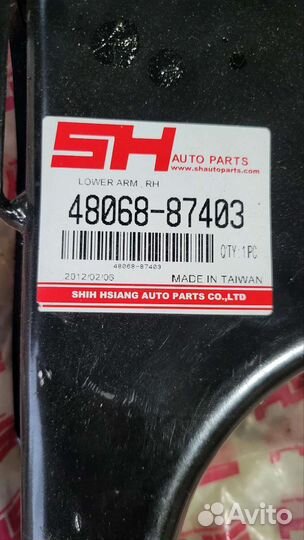 SH AUTO PARTS
www.shautoparts.com
LOWER ARM , RH
48068-87403
QTY:1PC
48068-87403
2012/02/06 MADE IN TAIWAN
SHIH HSIANG AUTO PARTS CO.,LTD
Avito